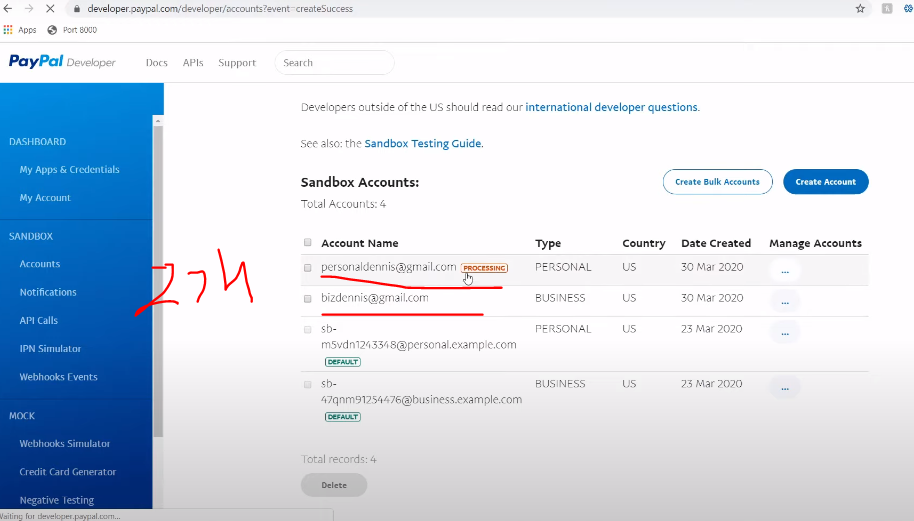 developer.paypal.com/developer/accounts?event=createSuccess
Apps Port 8000
PayPal Developer Docs APIs Support Search
Developers outside of the US should read our international developer questions.
See also: the Sandbox Testing Guide.
DASHBOARD
My Apps & Credentials
My Account
SANDBOX
Accounts
Notifications
API Calls
IPN Simulator
Webhooks Events
MOCK
Webhooks Simulator
Credit Card Generator
Negative Testing
Sandbox Accounts:
Create Bulk Accounts Create Account
Total Accounts: 4
Account Name Type Country Date Created Manage Accounts
personaldennis@gmail.com PROCESSING PERSONAL US 30 Mar 2020 ...
bizdennis@gmail.com BUSINESS US 30 Mar 2020 ...
sb- PERSONAL US 23 Mar 2020 ...
m5vdn1243348@personal.example.com
DEFAULT
sb- BUSINESS US 23 Mar 2020 ...
47qnm91254476@business.example.com
DEFAULT
Total records: 4
Delete
Waiting for developer.paypal.com...